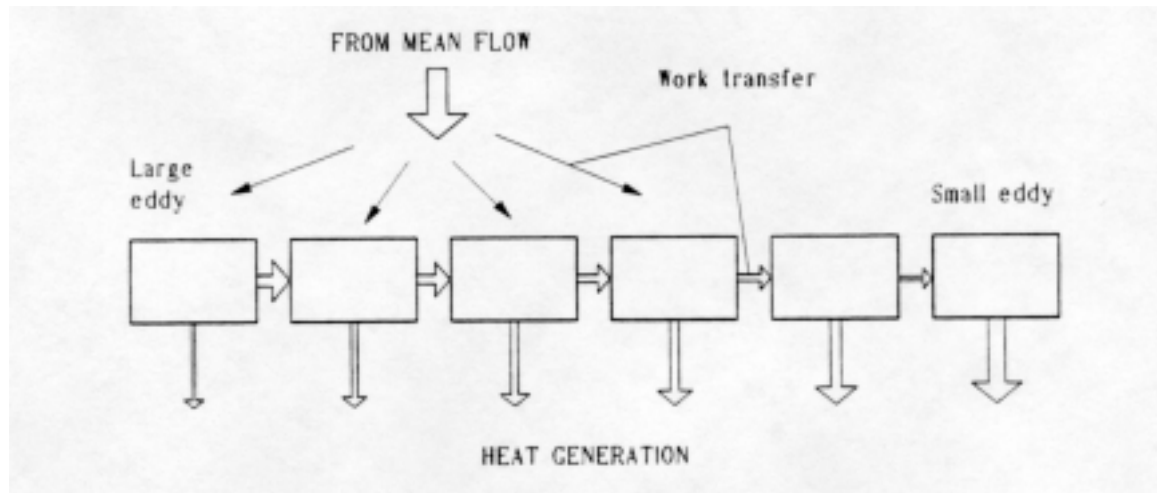 FROM MEAN FLOW
Work transfer
Large
eddy
Small eddy
HEAT GENERATION